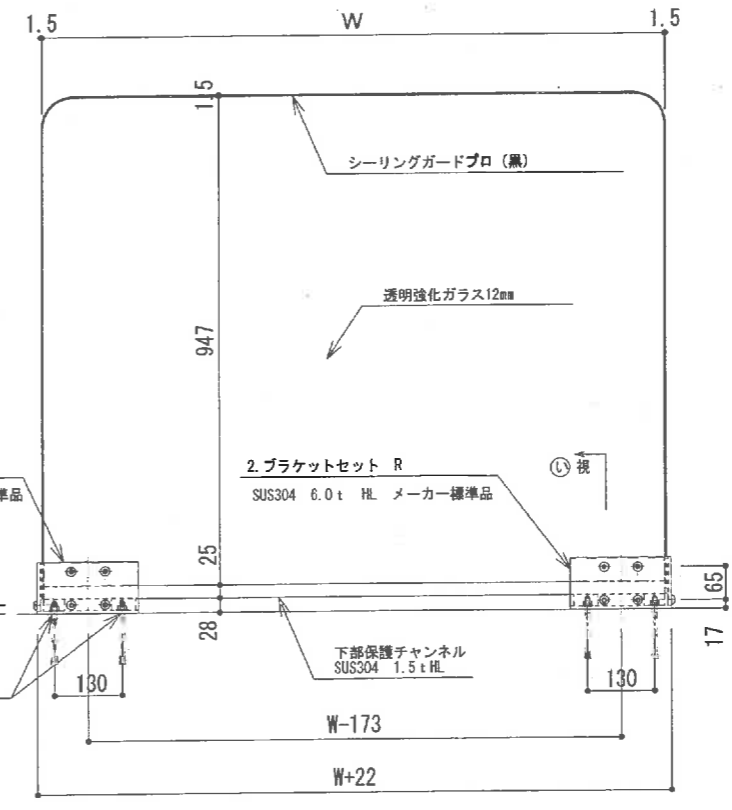 1.5
W
1.5
1.5
シーリングガードプロ (黒)
透明強化ガラス12mm
947
2. ブラケットセット R
SUS304 6.0t HL メーカー標準品
い 視
準品
25
28
65
17
下部保護チャンネル
SUS304 1.5tHL
130
130
W-173
W+22